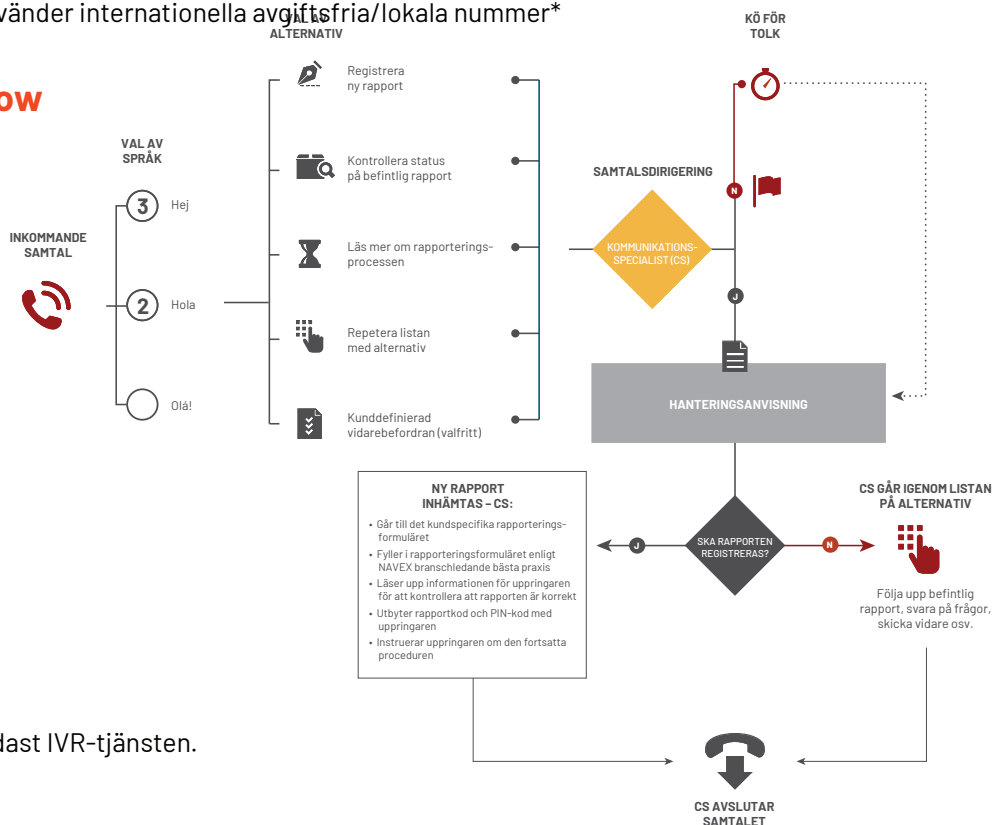 vänder internationella avgiftsfria/lokala nummer*
ow
VAL AV
ALTERNATIV
KÖ FÖR
TOLK
Registrera
ny rapport
VAL AV
SPRÅK
Kontrollera status
på befintlig rapport
SAMTALSDIRIGERING
N
3
Hej
INKOMMANDE
SAMTAL
Läs mer om rapporterings-
processen
KOMMUNIKATIONS-
SPECIALIST (CS)
J
2
Hola
Repetera listan
med alternativ
Olá!
HANTERINGSANVISNING
Kunddefinierad
vidarebefordran (valfritt)
NY RAPPORT
INHÄMTAS – CS:
• Går till det kundspecifika rapporterings-
formuläret
• Fyller i rapporteringsformuläret enligt
NAVEX branschledande bästa praxis
• Läser upp informationen för uppringaren
för att kontrollera att rapporten är korrekt
• Utbyter rapportkod och PIN-kod med
uppringaren
• Instruerar uppringaren om den fortsatta
proceduren
J
SKA RAPPORTEN
REGISTRERAS?
N
CS GÅR IGENOM LISTAN
PÅ ALTERNATIV
Följa upp befintlig
rapport, svara på frågor,
skicka vidare osv.
dast IVR-tjänsten.
CS AVSLUTAR
SAMTALET